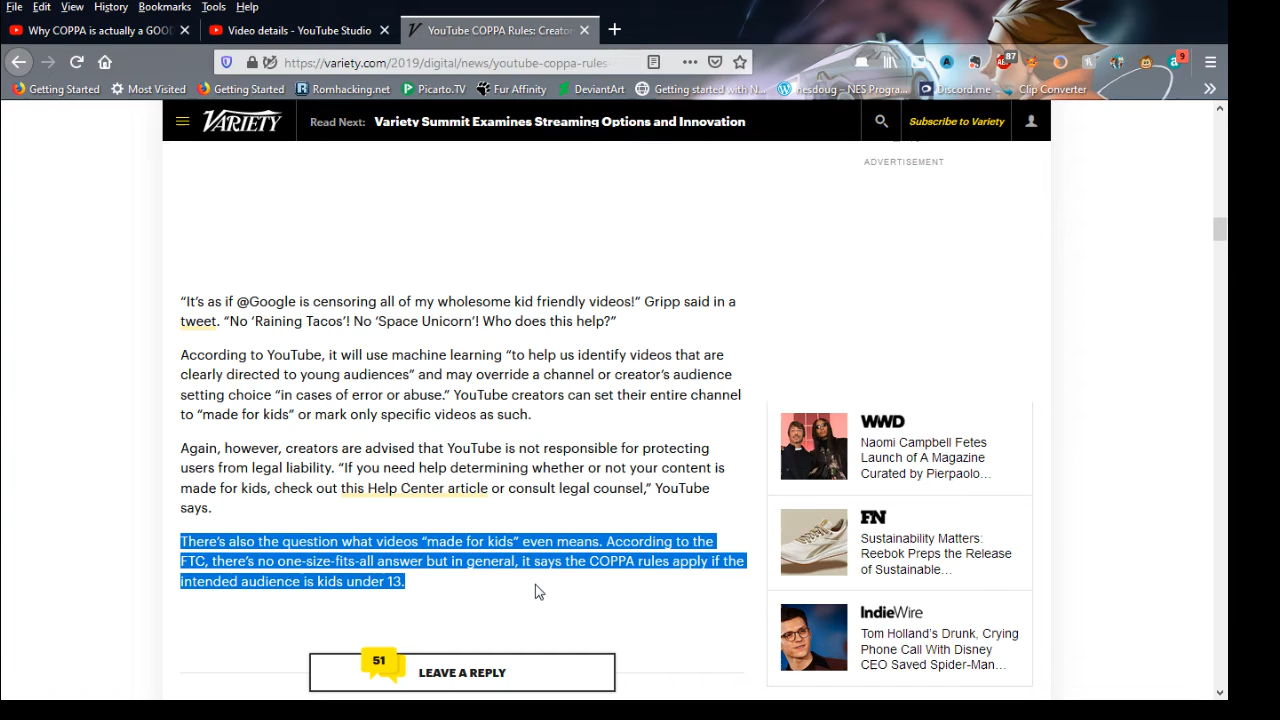 File Edit View History Bookmarks Tools Help
Why COPPA is actually a GOOD
Video details - YouTube Studio
YouTube COPPA Rules: Creator
https://variety.com/2019/digital/news/youtube-coppa-rules-
87
9
Getting Started Most Visited Getting Started Romhacking.net Picarto.TV Fur Affinity DeviantArt Getting started with N... nesdoug – NES Progra... Discord.me Clip Converter
VARIETY Read Next: Variety Summit Examines Streaming Options and Innovation Subscribe to Variety
ADVERTISEMENT
“It’s as if @Google is censoring all of my wholesome kid friendly videos!” Gripp said in a
tweet. “No ‘Raining Tacos’! No ‘Space Unicorn’! Who does this help?”
According to YouTube, it will use machine learning “to help us identify videos that are
clearly directed to young audiences” and may override a channel or creator’s audience
setting choice “in cases of error or abuse.” YouTube creators can set their entire channel
to “made for kids” or mark only specific videos as such.
Again, however, creators are advised that YouTube is not responsible for protecting
users from legal liability. “If you need help determining whether or not your content is
made for kids, check out this Help Center article or consult legal counsel,” YouTube
says.
There’s also the question what videos “made for kids” even means. According to the
FTC, there’s no one-size-fits-all answer but in general, it says the COPPA rules apply if the
intended audience is kids under 13.
51
LEAVE A REPLY
WWD
Naomi Campbell Fetes
Launch of A Magazine
Curated by Pierpaolo…
FN
Sustainability Matters:
Reebok Preps the Release
of Sustainable…
IndieWire
Tom Holland’s Drunk, Crying
Phone Call With Disney
CEO Saved Spider-Man…